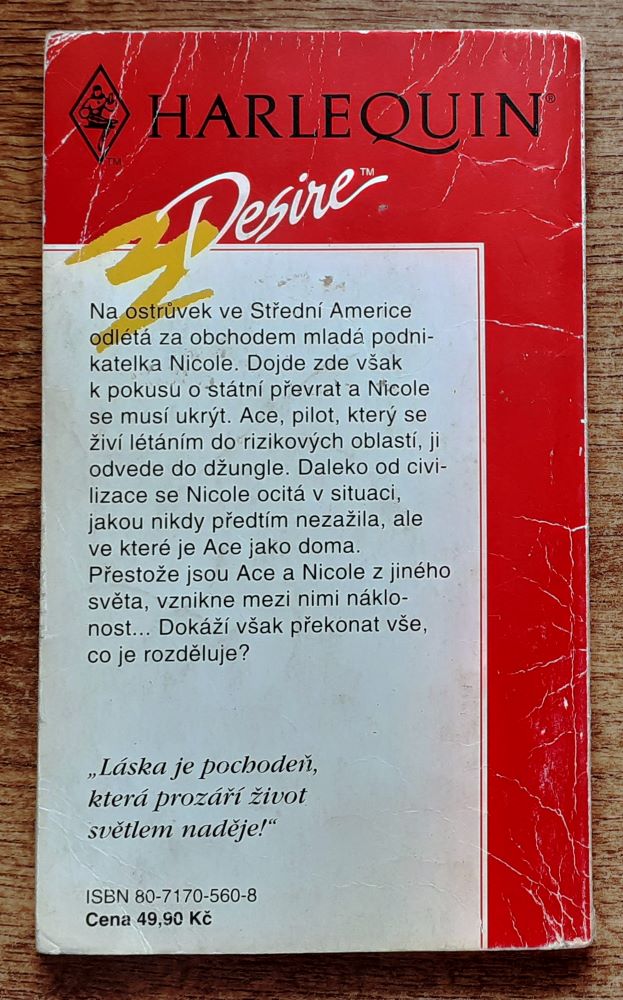 HARLEQUIN®
TM
Desire™
Na ostrůvek ve Střední Americe
odlétá za obchodem mladá podni-
katelka Nicole. Dojde zde však
k pokusu o státní převrat a Nicole
se musí ukrýt. Ace, pilot, který se
živí létáním do rizikových oblastí, ji
odvede do džungle. Daleko od civi-
lizace se Nicole ocitá v situaci,
jakou nikdy předtím nezažila, ale
ve které je Ace jako doma.
Přestože jsou Ace a Nicole z jiného
světa, vznikne mezi nimi náklo-
nost... Dokáží však překonat vše,
co je rozděluje?
„Láska je pochodeň,
která prozáří život
světlem naděje!“
ISBN 80-7170-560-8
Cena 49,90 Kč